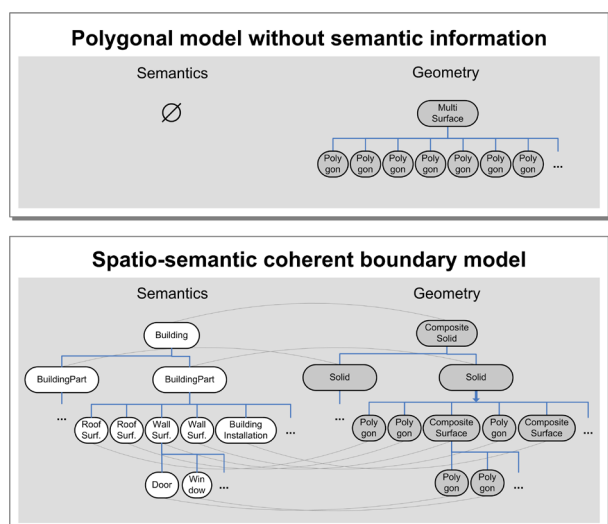 Polygonal model without semantic information
Semantics
Geometry
∅
Multi
Surface
Poly
gon
Poly
gon
Poly
gon
Poly
gon
Poly
gon
Poly
gon
Poly
gon
...
Spatio-semantic coherent boundary model
Semantics
Geometry
Building
Composite
Solid
BuildingPart
BuildingPart
Solid
Solid
...
Roof
Surf.
Roof
Surf.
Wall
Surf.
Wall
Surf.
Building
Installation
...
...
Poly
gon
Poly
gon
Composite
Surface
Poly
gon
Composite
Surface
...
Door
Win
dow
...
Poly
gon
Poly
gon
...